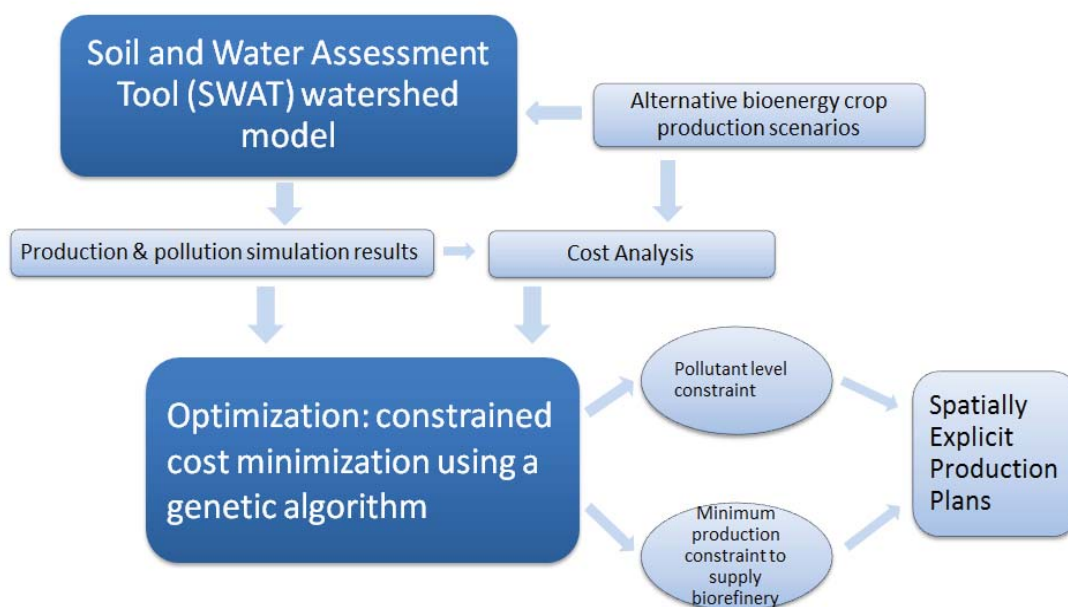 Soil and Water Assessment
Tool (SWAT) watershed
model
Alternative bioenergy crop
production scenarios
Production & pollution simulation results
Cost Analysis
Optimization: constrained
cost minimization using a
genetic algorithm
Pollutant level
constraint
Minimum
production
constraint to
supply
biorefinery
Spatially
Explicit
Production
Plans